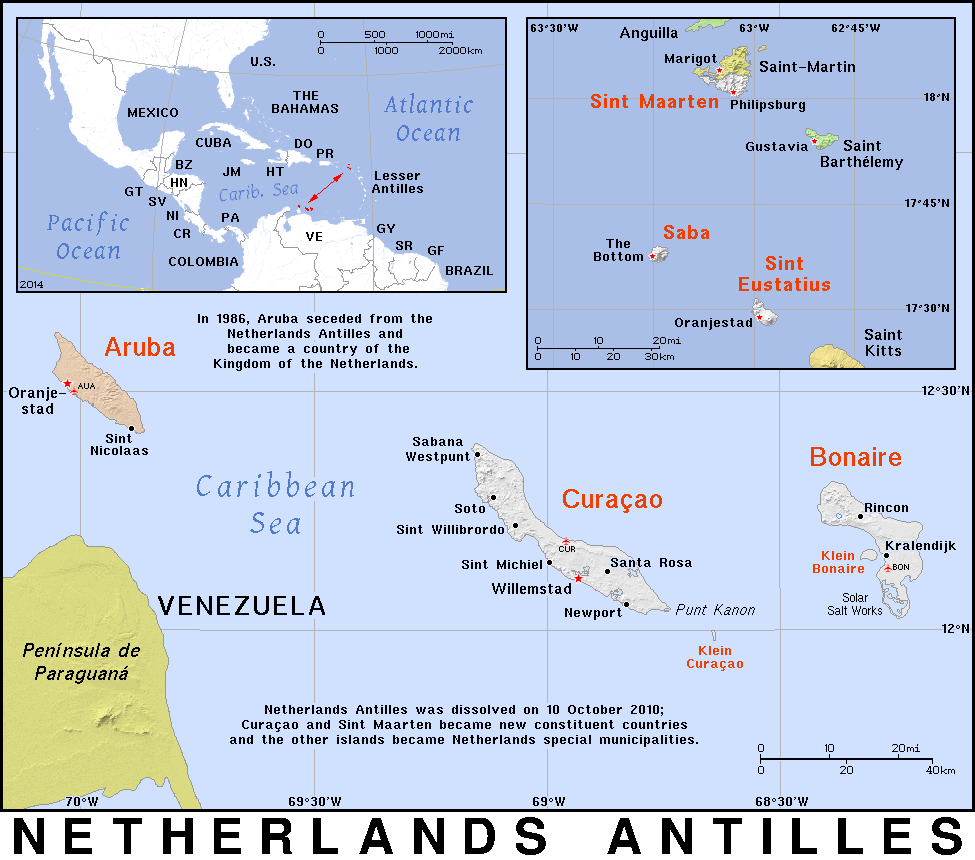 0 500 1000mi
0 1000 2000km
U.S.
THE
BAHAMAS
Atlantic
Ocean
MEXICO
CUBA
DO
PR
BZ
JM
HT
Lesser
Antilles
HN
GT
SV
Carib. Sea
NI
PA
Pacific
Ocean
CR
VE
GY
SR
GF
COLOMBIA
BRAZIL
2014
63°30'W
63°W
62°45'W
Anguilla
Marigot
Saint-Martin
Sint Maarten
Philipsburg
18°N
Gustavia
Saint
Barthélemy
17°45'N
Saba
The
Bottom
Sint
Eustatius
17°30'N
Oranjestad
Saint
Kitts
0 10 20mi
0 10 20 30km
In 1986, Aruba seceded from the
Netherlands Antilles and
became a country of the
Kingdom of the Netherlands.
Aruba
AUA
Oranje-
stad
Sint
Nicolaas
12°30'N
Sabana
Westpunt
Bonaire
Caribbean
Sea
Curaçao
Soto
Rincon
Sint Willibrordo
CUR
Kralendijk
Klein
Bonaire
BON
Sint Michiel
Santa Rosa
Willemstad
Solar
Salt Works
VENEZUELA
Newport
Punt Kanon
12°N
Península de
Paraguaná
Klein
Curaçao
Netherlands Antilles was dissolved on 10 October 2010;
Curaçao and Sint Maarten became new constituent countries
and the other islands became Netherlands special municipalities.
0 10 20mi
0 20 40km
70°W
69°30'W
69°W
68°30'W
NETHERLANDS ANTILLES